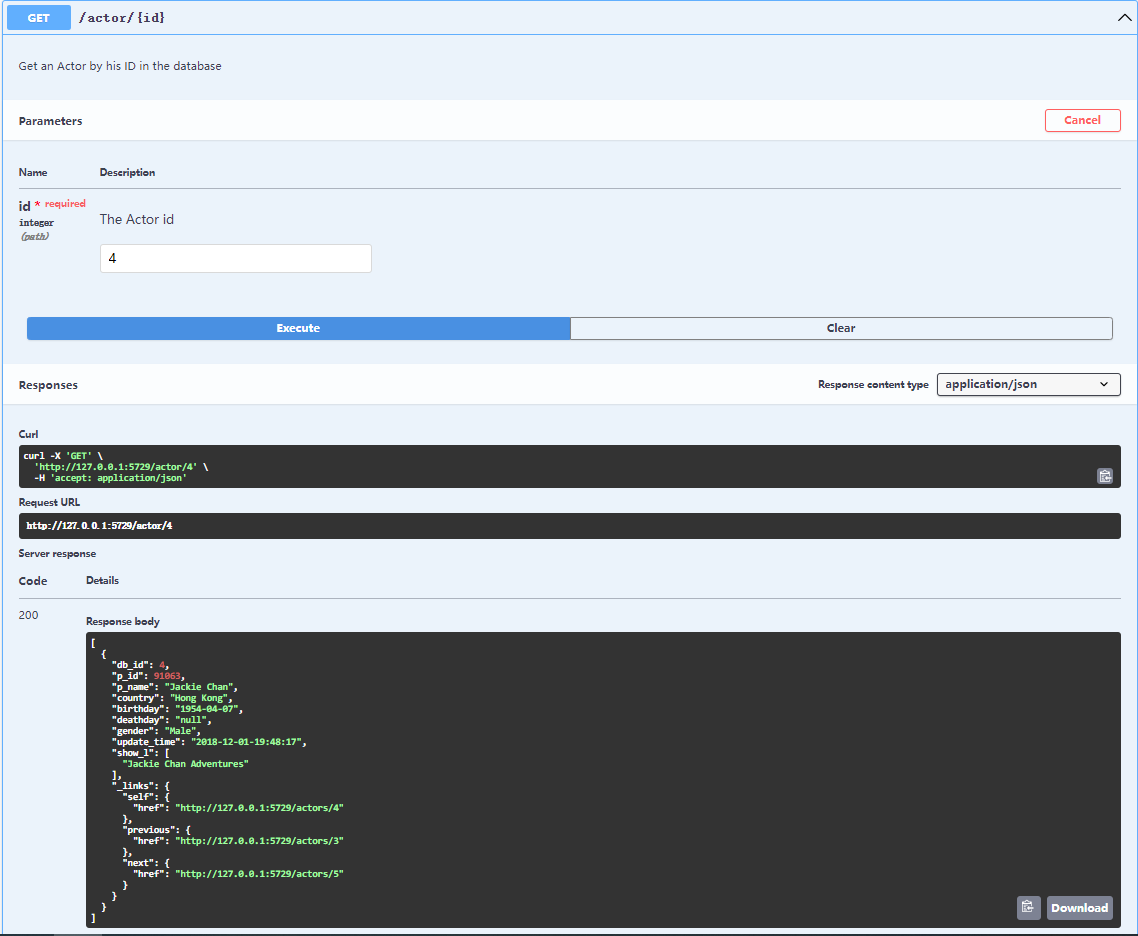 GET /actor/{id}
Get an Actor by his ID in the database
Parameters
Cancel
Name Description
id * required
integer
(path)
The Actor id
4
Execute Clear
Responses
Response content type application/json
Curl
curl -X 'GET' \
  'http://127.0.0.1:5729/actor/4' \
  -H 'accept: application/json'
Request URL
http://127.0.0.1:5729/actor/4
Server response
Code Details
200
Response body
[
  {
    "db_id": 4,
    "p_id": 91063,
    "p_name": "Jackie Chan",
    "country": "Hong Kong",
    "birthday": "1954-04-07",
    "deathday": "null",
    "gender": "Male",
    "update_time": "2018-12-01-19:48:17",
    "show_l": [
      "Jackie Chan Adventures"
    ],
    "_links": {
      "self": {
        "href": "http://127.0.0.1:5729/actors/4"
      },
      "previous": {
        "href": "http://127.0.0.1:5729/actors/3"
      },
      "next": {
        "href": "http://127.0.0.1:5729/actors/5"
      }
    }
  }
]
Download